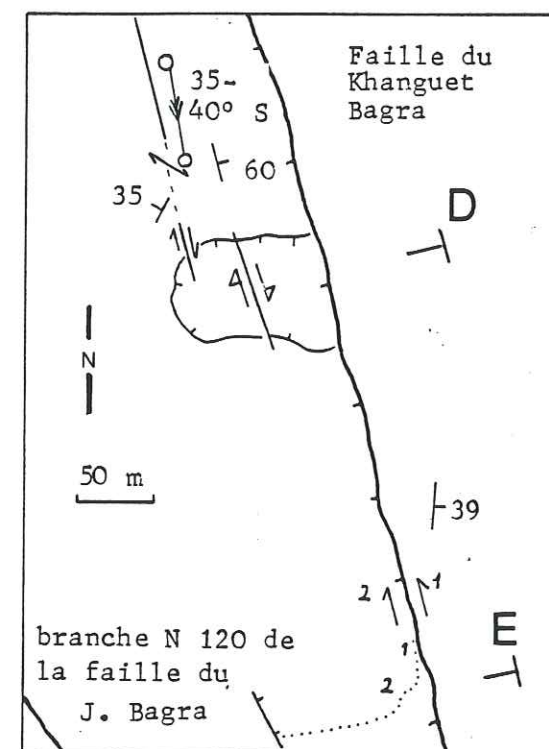 Faille du
Khanguet
Bagra
35-
40° S
60
35
D
N
50 m
39
2 1
E
1
2
branche N 120 de
la faille du
J. Bagra